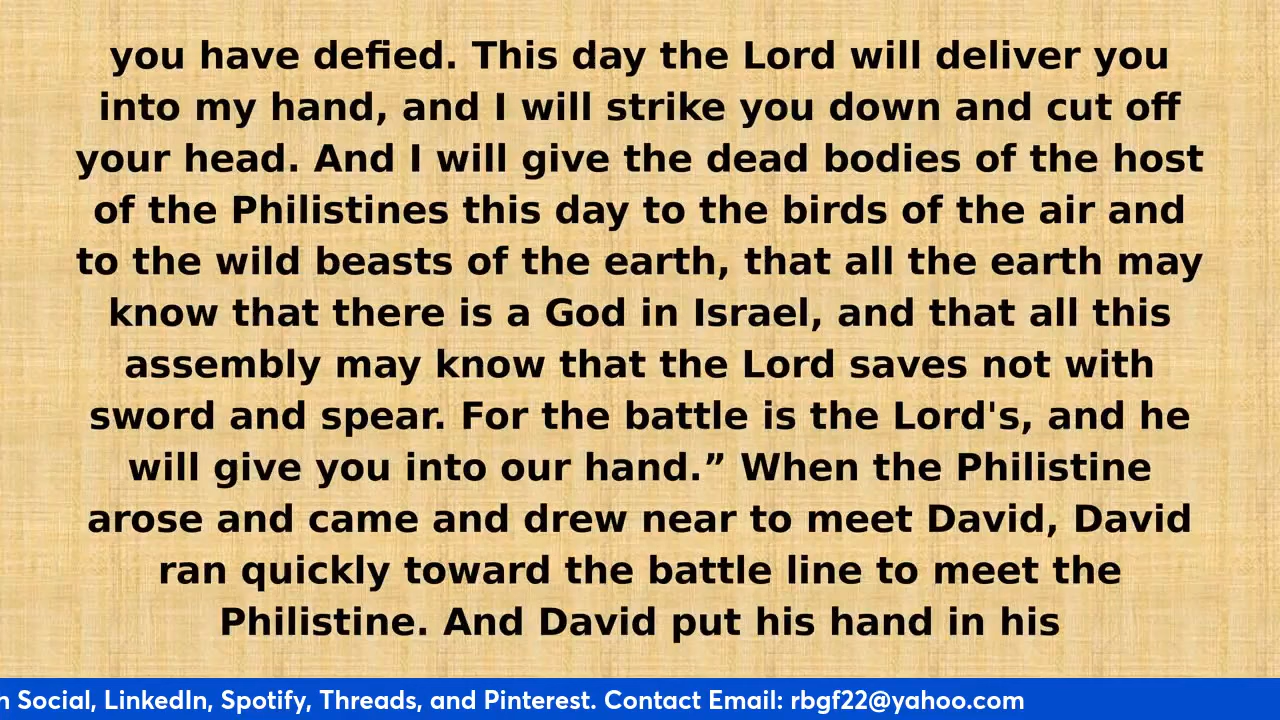 you have defied. This day the Lord will deliver you
into my hand, and I will strike you down and cut off
your head. And I will give the dead bodies of the host
of the Philistines this day to the birds of the air and
to the wild beasts of the earth, that all the earth may
know that there is a God in Israel, and that all this
assembly may know that the Lord saves not with
sword and spear. For the battle is the Lord's, and he
will give you into our hand.” When the Philistine
arose and came and drew near to meet David, David
ran quickly toward the battle line to meet the
Philistine. And David put his hand in his
Social, LinkedIn, Spotify, Threads, and Pinterest. Contact Email: rbgf22@yahoo.com